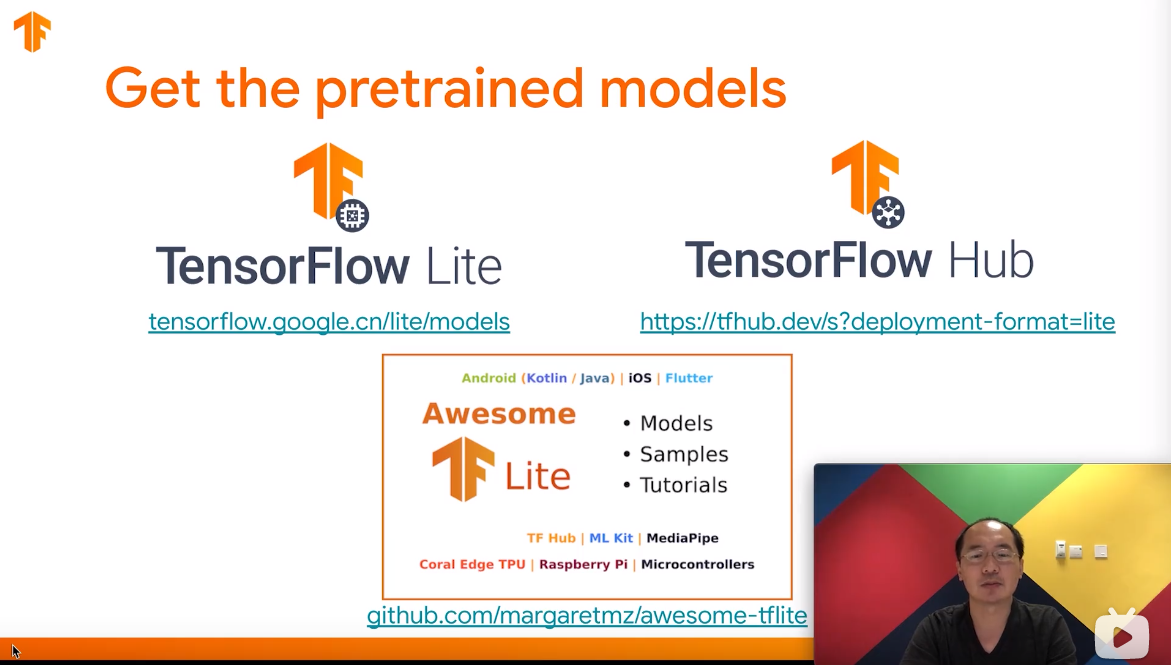 Get the pretrained models
TensorFlow Lite
TensorFlow Hub
tensorflow.google.cn/lite/models
https://tfhub.dev/s?deployment-format=lite
Android (Kotlin / Java) | iOS | Flutter
Awesome
Lite
• Models
• Samples
• Tutorials
TF Hub | ML Kit | MediaPipe
Coral Edge TPU | Raspberry Pi | Microcontrollers
github.com/margaretmz/awesome-tflite